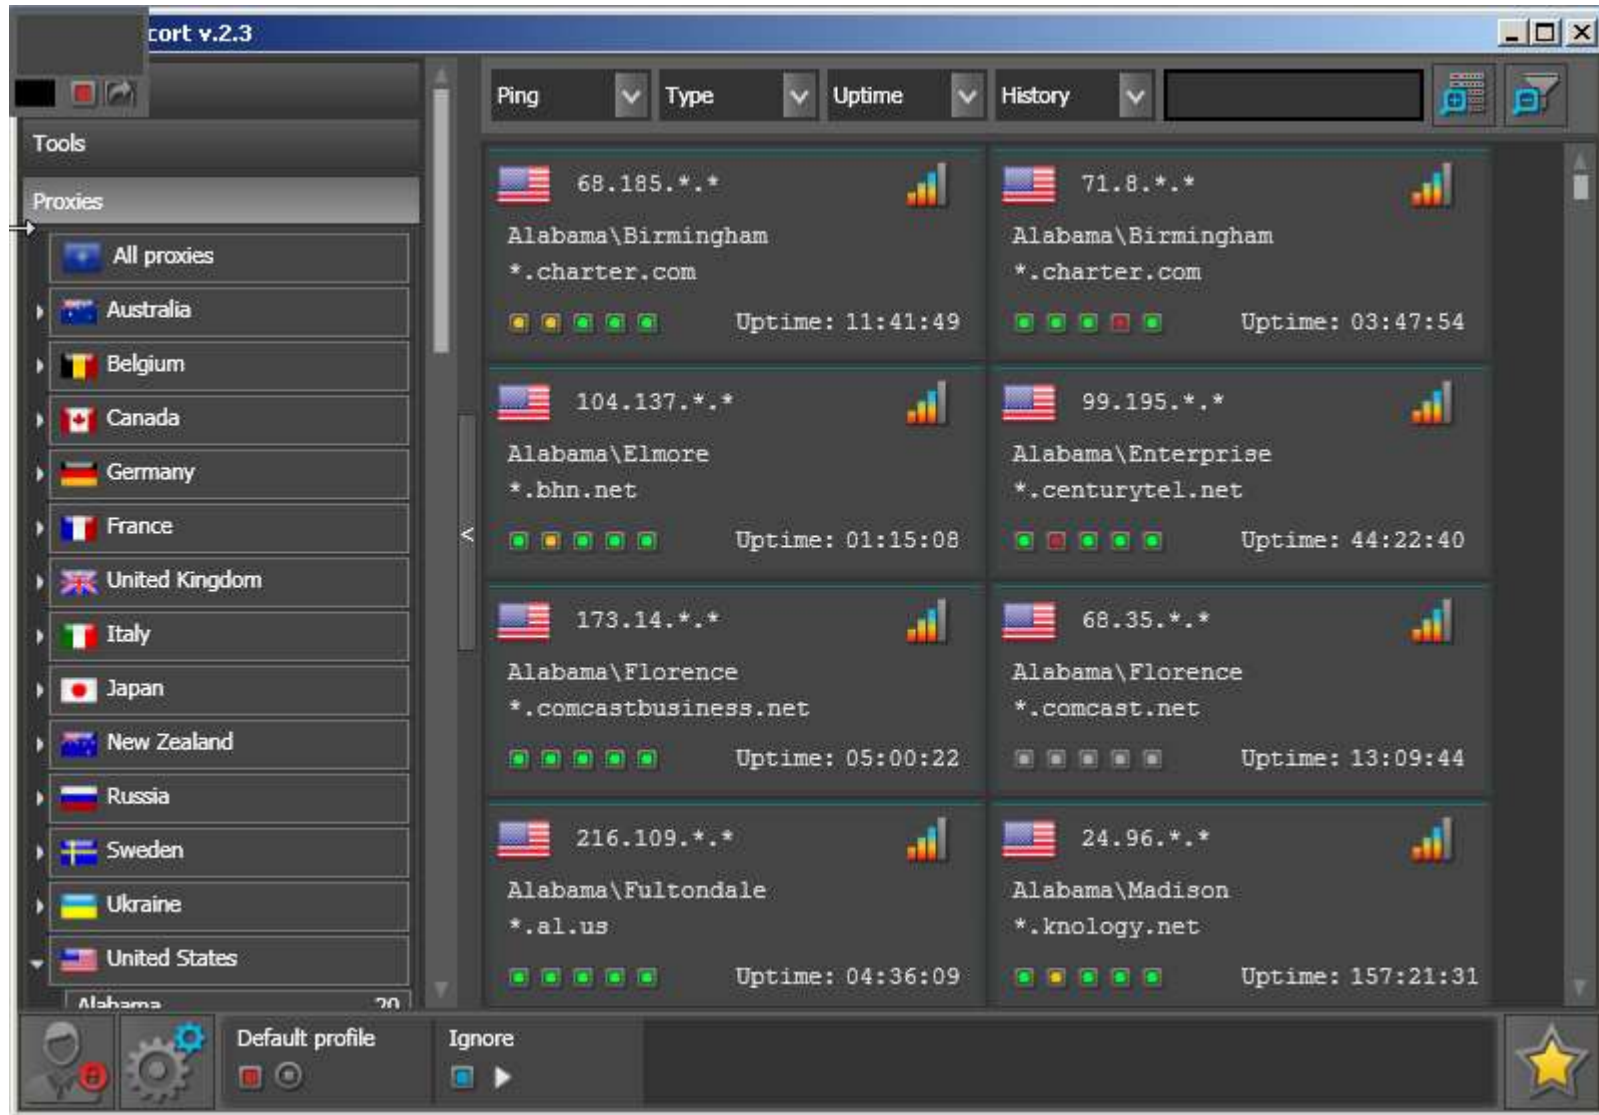 cort v.2.3
Tools
Proxies
All proxies
Australia
Belgium
Canada
Germany
France
United Kingdom
Italy
Japan
New Zealand
Russia
Sweden
Ukraine
United States
Alabama 20
<
Ping Type Uptime History
68.185.*.*
Alabama\Birmingham
*.charter.com
Uptime: 11:41:49
71.8.*.*
Alabama\Birmingham
*.charter.com
Uptime: 03:47:54
104.137.*.*
Alabama\Elmore
*.bhn.net
Uptime: 01:15:08
99.195.*.*
Alabama\Enterprise
*.centurytel.net
Uptime: 44:22:40
173.14.*.*
Alabama\Florence
*.comcastbusiness.net
Uptime: 05:00:22
68.35.*.*
Alabama\Florence
*.comcast.net
Uptime: 13:09:44
216.109.*.*
Alabama\Fultondale
*.al.us
Uptime: 04:36:09
24.96.*.*
Alabama\Madison
*.knology.net
Uptime: 157:21:31
Default profile
Ignore